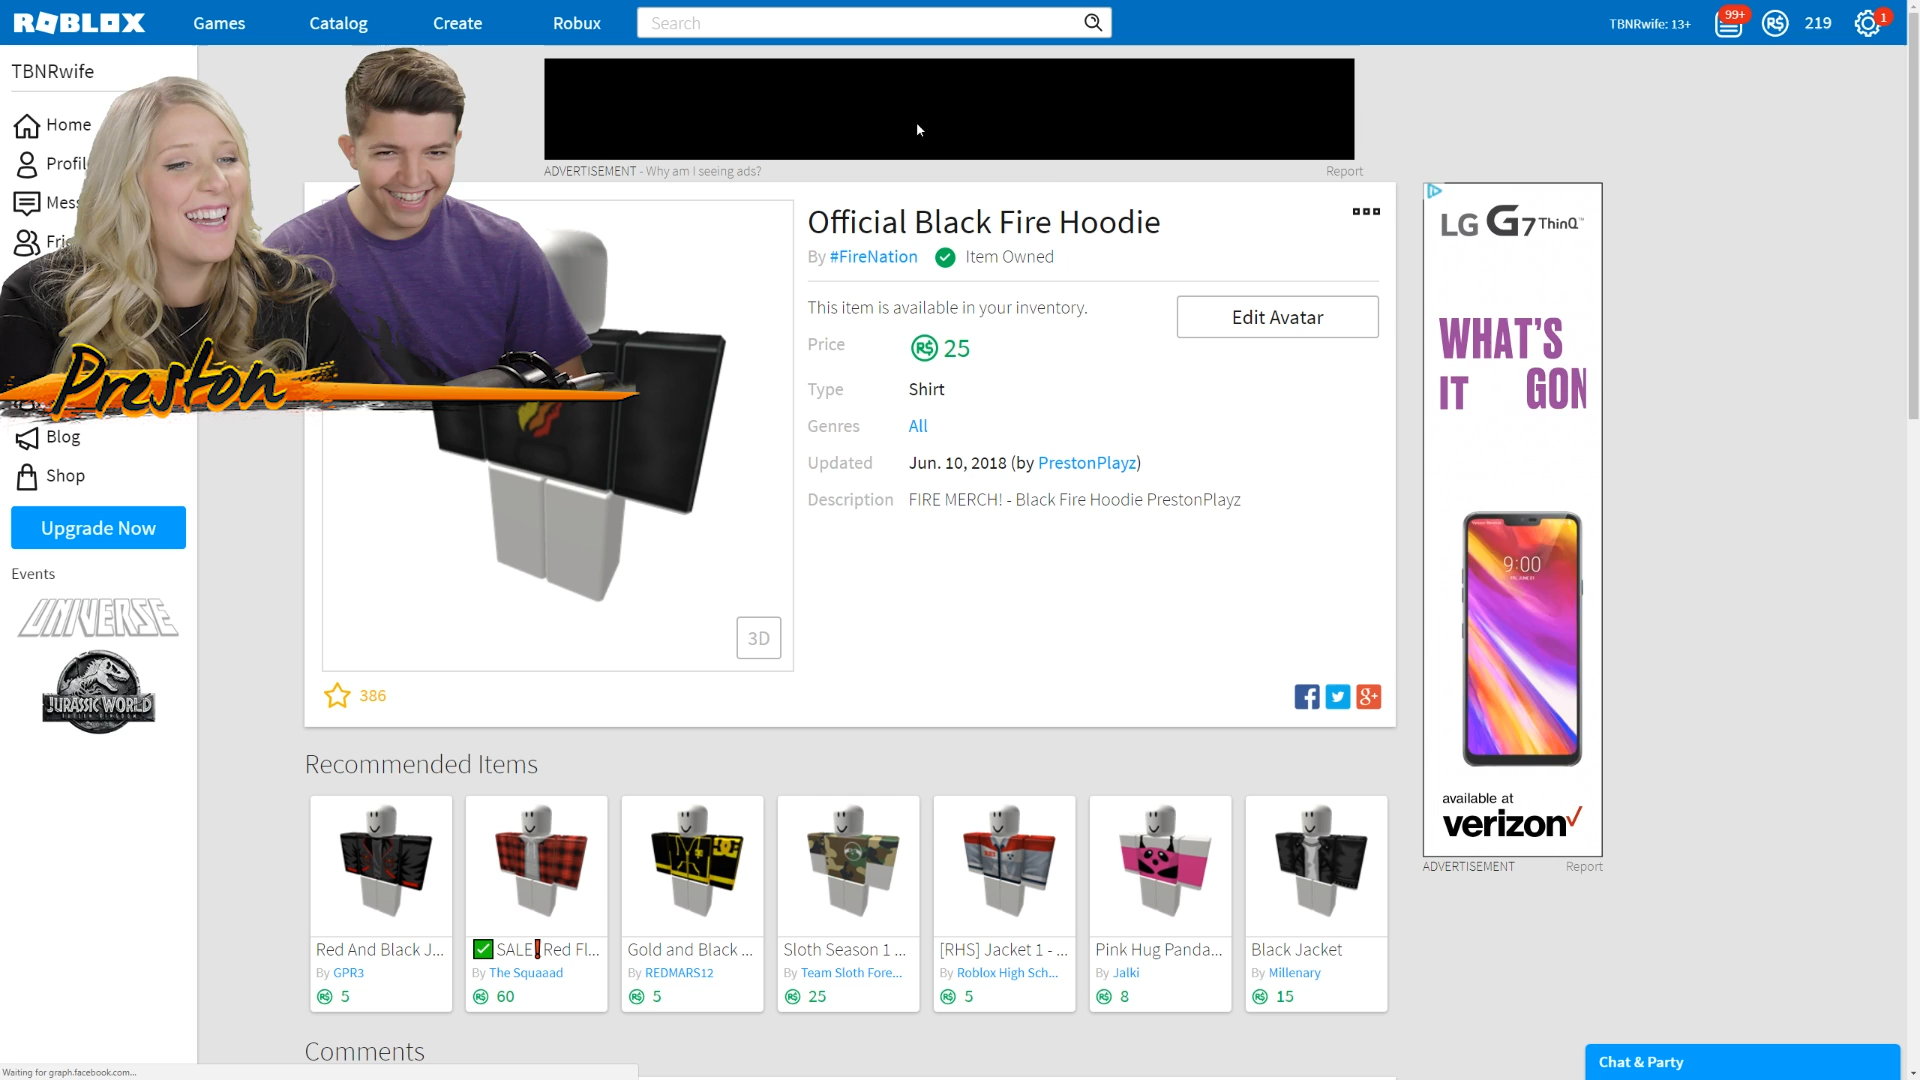 ROBLOX Games Catalog Create Robux Search TBNRwife: 13+ 99+ R$ 219 1
TBNRwife
Home
Profil
Mess
Frie
Preston
Blog
Shop
Upgrade Now
Events
UNIVERSE
JURASSIC WORLD
FALLEN KINGDOM
ADVERTISEMENT - Why am I seeing ads? Report
Official Black Fire Hoodie
By #FireNation Item Owned
This item is available in your inventory.
Edit Avatar
Price R$ 25
Type Shirt
Genres All
Updated Jun. 10, 2018 (by PrestonPlayz)
Description FIRE MERCH! - Black Fire Hoodie PrestonPlayz
3D
386
f g+
LG G7 ThinQ™
WHAT'S
IT GON
9:00
available at
verizon✓
ADVERTISEMENT Report
Recommended Items
Red And Black J...
By GPR3
R$ 5
✅ SALE❗Red Fl...
By The Squaaad
R$ 60
Gold and Black ...
By REDMARS12
R$ 5
Sloth Season 1 ...
By Team Sloth Fore...
R$ 25
[RHS] Jacket 1 - ...
By Roblox High Sch...
R$ 5
Pink Hug Panda...
By Jalki
R$ 8
Black Jacket
By Millenary
R$ 15
Comments
Chat & Party
Waiting for graph.facebook.com...